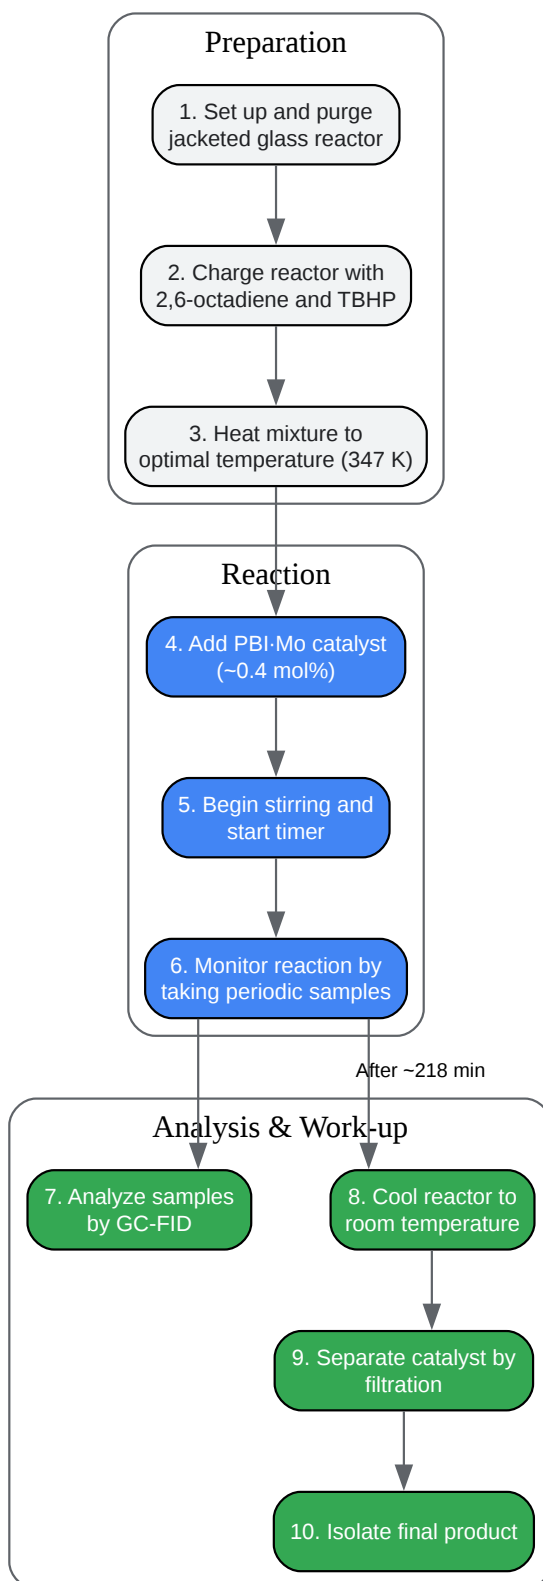 Preparation
1. Set up and purge
jacketed glass reactor
2. Charge reactor with
2,6-octadiene and TBHP
3. Heat mixture to
optimal temperature (347 K)
Reaction
4. Add PBI·Mo catalyst
(~0.4 mol%)
5. Begin stirring and
start timer
6. Monitor reaction by
taking periodic samples
After ~218 min
Analysis & Work-up
7. Analyze samples
by GC-FID
8. Cool reactor to
room temperature
9. Separate catalyst by
filtration
10. Isolate final product